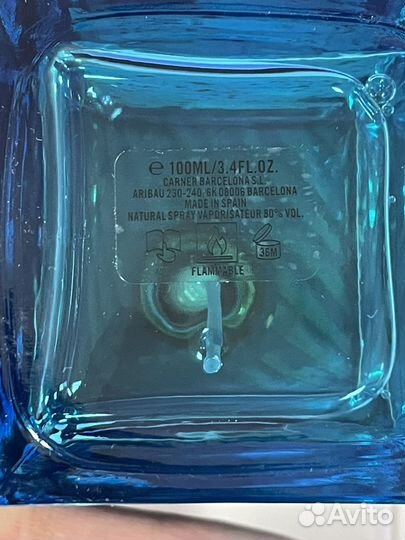 ℮ 100ML/3.4FL.OZ.
CARNER BARCELONA S.L.
ARIBAU 230-240, 6K 08006 BARCELONA
MADE IN SPAIN
NATURAL SPRAY VAPORISATEUR 80% VOL.
36M
FLAMMABLE
Avito